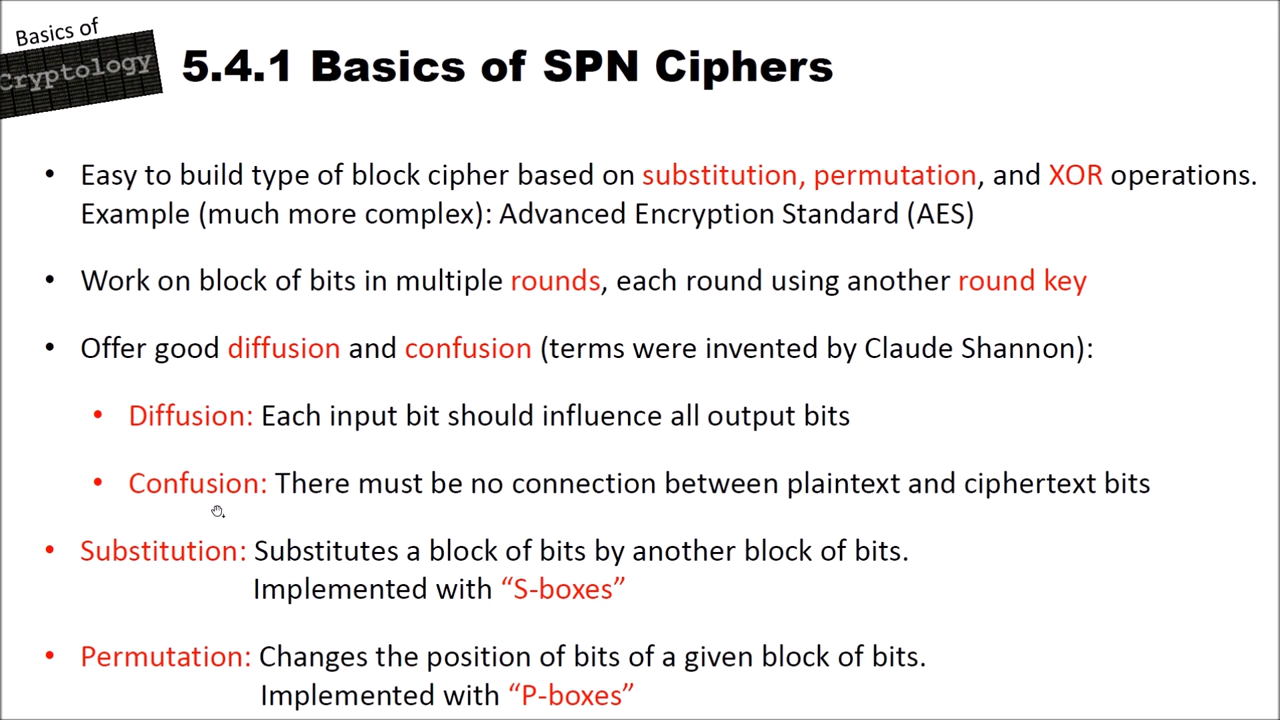 Basics of
Cryptology
5.4.1 Basics of SPN Ciphers
• Easy to build type of block cipher based on substitution, permutation, and XOR operations.
Example (much more complex): Advanced Encryption Standard (AES)
• Work on block of bits in multiple rounds, each round using another round key
• Offer good diffusion and confusion (terms were invented by Claude Shannon):
• Diffusion: Each input bit should influence all output bits
• Confusion: There must be no connection between plaintext and ciphertext bits
• Substitution: Substitutes a block of bits by another block of bits.
Implemented with “S-boxes”
• Permutation: Changes the position of bits of a given block of bits.
Implemented with “P-boxes”